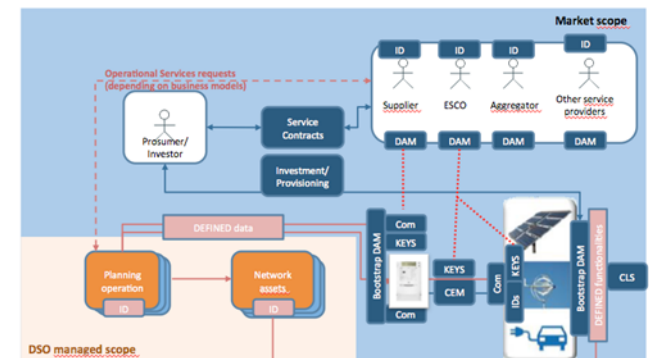 Market scope
ID
ID
ID
ID
Operational Services requests
(depending on business models)
Supplier
ESCO
Aggregator
Other service
providers
Prosumer/
Investor
Service
Contracts
DAM
DAM
DAM
DAM
Investment/
Provisioning
DEFINED data
Bootstrap DAM
Com
KEYS
Com
KEYS
CEM
Com
KEYS
IDs
Bootstrap DAM
DEFINED functionalities
CLS
Planning
operation
ID
Network
assets.
ID
DSO managed scope